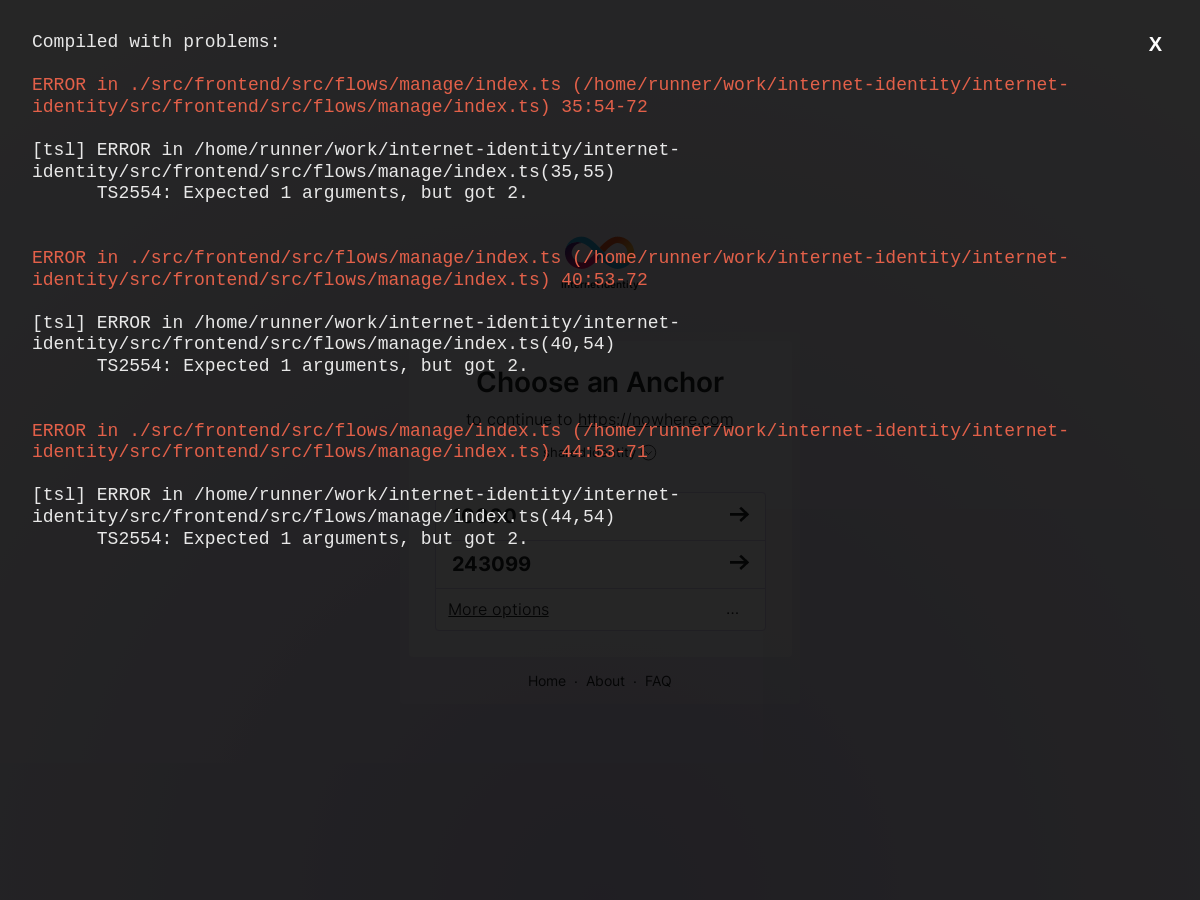 Compiled with problems:
X
ERROR in ./src/frontend/src/flows/manage/index.ts (/home/runner/work/internet-identity/internet-
identity/src/frontend/src/flows/manage/index.ts) 35:54-72
[tsl] ERROR in /home/runner/work/internet-identity/internet-
identity/src/frontend/src/flows/manage/index.ts(35,55)
TS2554: Expected 1 arguments, but got 2.
ERROR in ./src/frontend/src/flows/manage/index.ts (/home/runner/work/internet-identity/internet-
identity/src/frontend/src/flows/manage/index.ts) 40:53-72
[tsl] ERROR in /home/runner/work/internet-identity/internet-
identity/src/frontend/src/flows/manage/index.ts(40,54)
TS2554: Expected 1 arguments, but got 2.
Choose an Anchor
to continue to https://nowhere.com
ERROR in ./src/frontend/src/flows/manage/index.ts (/home/runner/work/internet-identity/internet-
identity/src/frontend/src/flows/manage/index.ts) 44:53-71
[tsl] ERROR in /home/runner/work/internet-identity/internet-
identity/src/frontend/src/flows/manage/index.ts(44,54)
TS2554: Expected 1 arguments, but got 2.
243099
More options ...
Home · About · FAQ